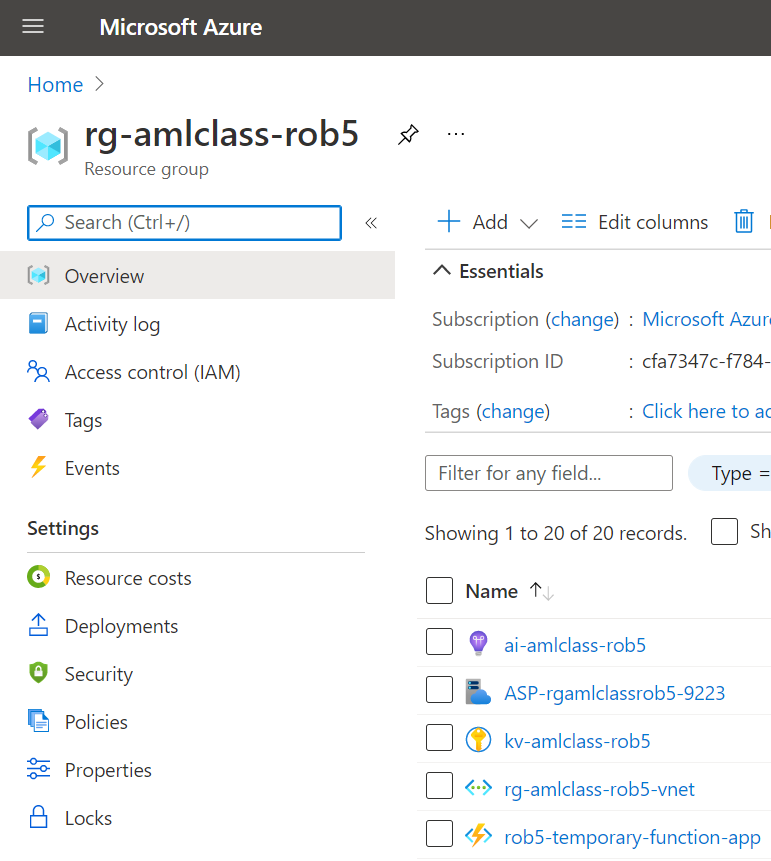 Microsoft Azure
Home
rg-amlclass-rob5
Resource group
Search (Ctrl+/)
Overview
Activity log
Access control (IAM)
Tags
Events
Settings
Resource costs
Deployments
Security
Policies
Properties
Locks
Add
Edit columns
Essentials
Subscription (change) : Microsoft Azur
Subscription ID : cfa7347c-f784-
Tags (change) : Click here to
Filter for any field...
Type =
Showing 1 to 20 of 20 records.
Name
ai-amlclass-rob5
ASP-rgamlclassrob5-9223
kv-amlclass-rob5
rg-amlclass-rob5-vnet
rob5-temporary-function-app